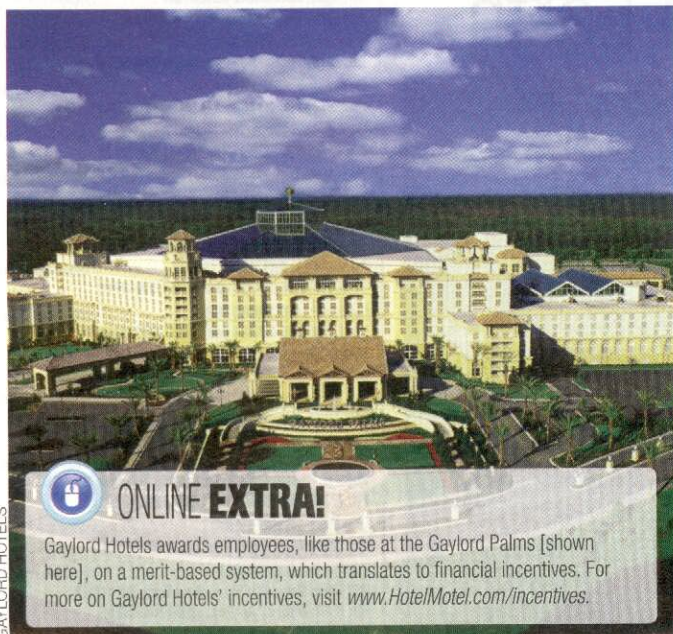 ONLINE EXTRA!
Gaylord Hotels awards employees, like those at the Gaylord Palms [shown
here], on a merit-based system, which translates to financial incentives. For
more on Gaylord Hotels' incentives, visit www.HotelMotel.com/incentives.
GAYLORD HOTELS